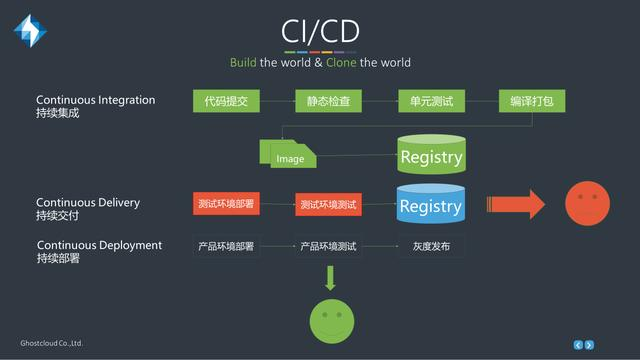 CI/CD
Build the world & Clone the world
Continuous Integration
持续集成
代码提交
静态检查
单元测试
编译打包
Image
Registry
Continuous Delivery
持续交付
测试环境部署
测试环境测试
Registry
Continuous Deployment
持续部署
产品环境部署
产品环境测试
灰度发布
Ghostcloud Co.,Ltd.